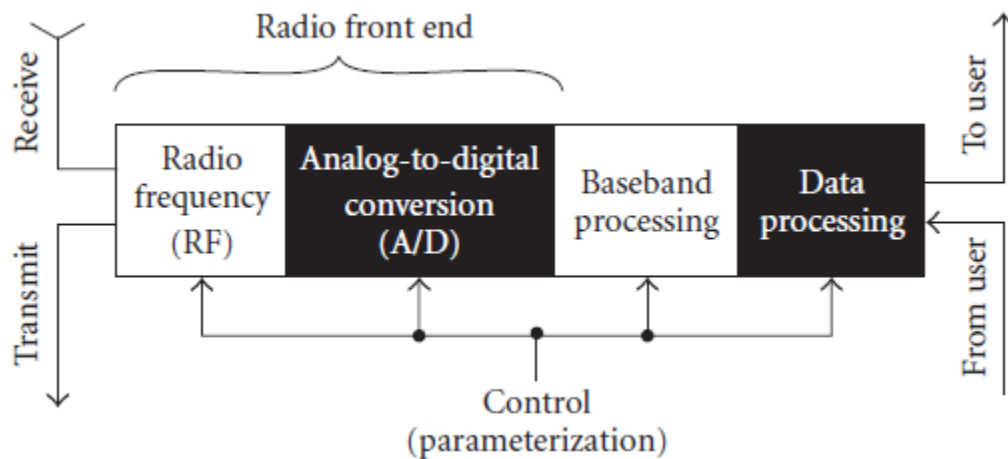 Radio front end
Receive
To user
Radio
frequency
(RF)
Analog-to-digital
conversion
(A/D)
Baseband
processing
Data
processing
Transmit
From user
Control
(parameterization)